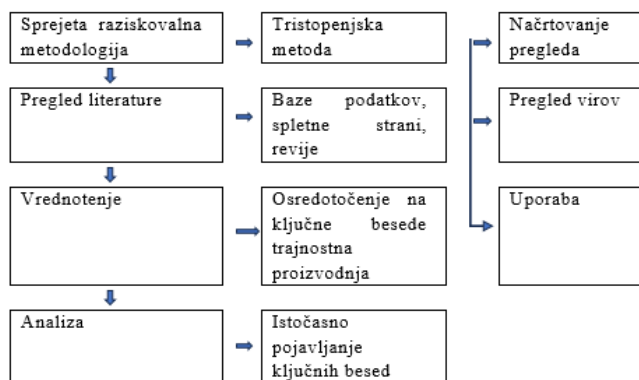 Sprejeta raziskovalna
metodologija
Tristopenjska
metoda
Načrtovanje
pregleda
Pregled literature
Baze podatkov,
spletne strani,
revije
Pregled virov
Vrednotenje
Osredotočenje na
ključne besede
trajnostna
proizvodnja
Uporaba
Analiza
Istočasno
pojavljanje
ključnih besed